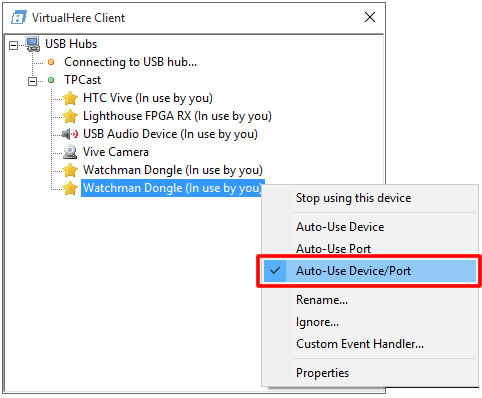 VirtualHere Client
USB Hubs
Connecting to USB hub...
TPCast
HTC Vive (In use by you)
Lighthouse FPGA RX (In use by you)
USB Audio Device (In use by you)
Vive Camera
Watchman Dongle (In use by you)
Watchman Dongle (In use by you)
Stop using this device
Auto-Use Device
Auto-Use Port
Auto-Use Device/Port
Rename...
Ignore...
Custom Event Handler...
Properties